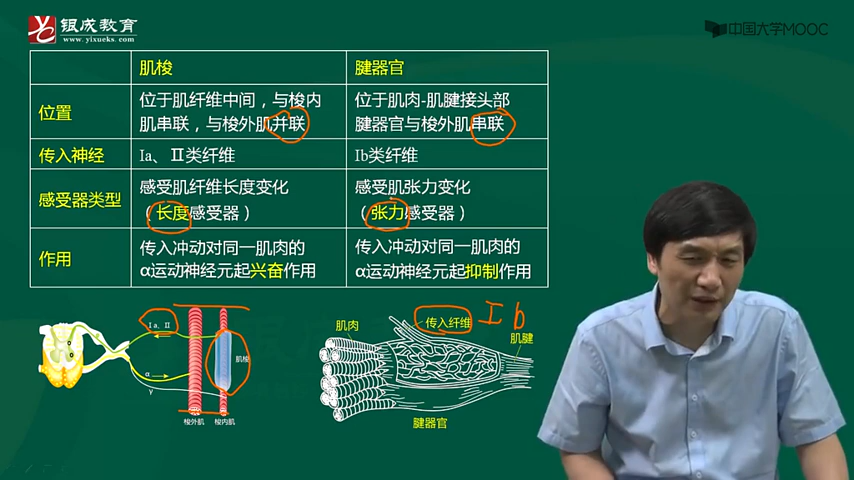 银成教育
www.yixueks.com
中国大学MOOC
肌梭
腱器官
位置
位于肌纤维中间，与梭内
肌串联，与梭外肌并联
位于肌肉-肌腱接头部
腱器官与梭外肌串联
传入神经
Ia、Ⅱ类纤维
Ib类纤维
感受器类型
感受肌纤维长度变化
（长度感受器）
感受肌张力变化
（张力感受器）
作用
传入冲动对同一肌肉的
α运动神经元起兴奋作用
传入冲动对同一肌肉的
α运动神经元起抑制作用
Ⅰa、Ⅱ
肌梭
α
γ
梭外肌
梭内肌
肌肉
传入纤维
Ib
肌腱
腱器官